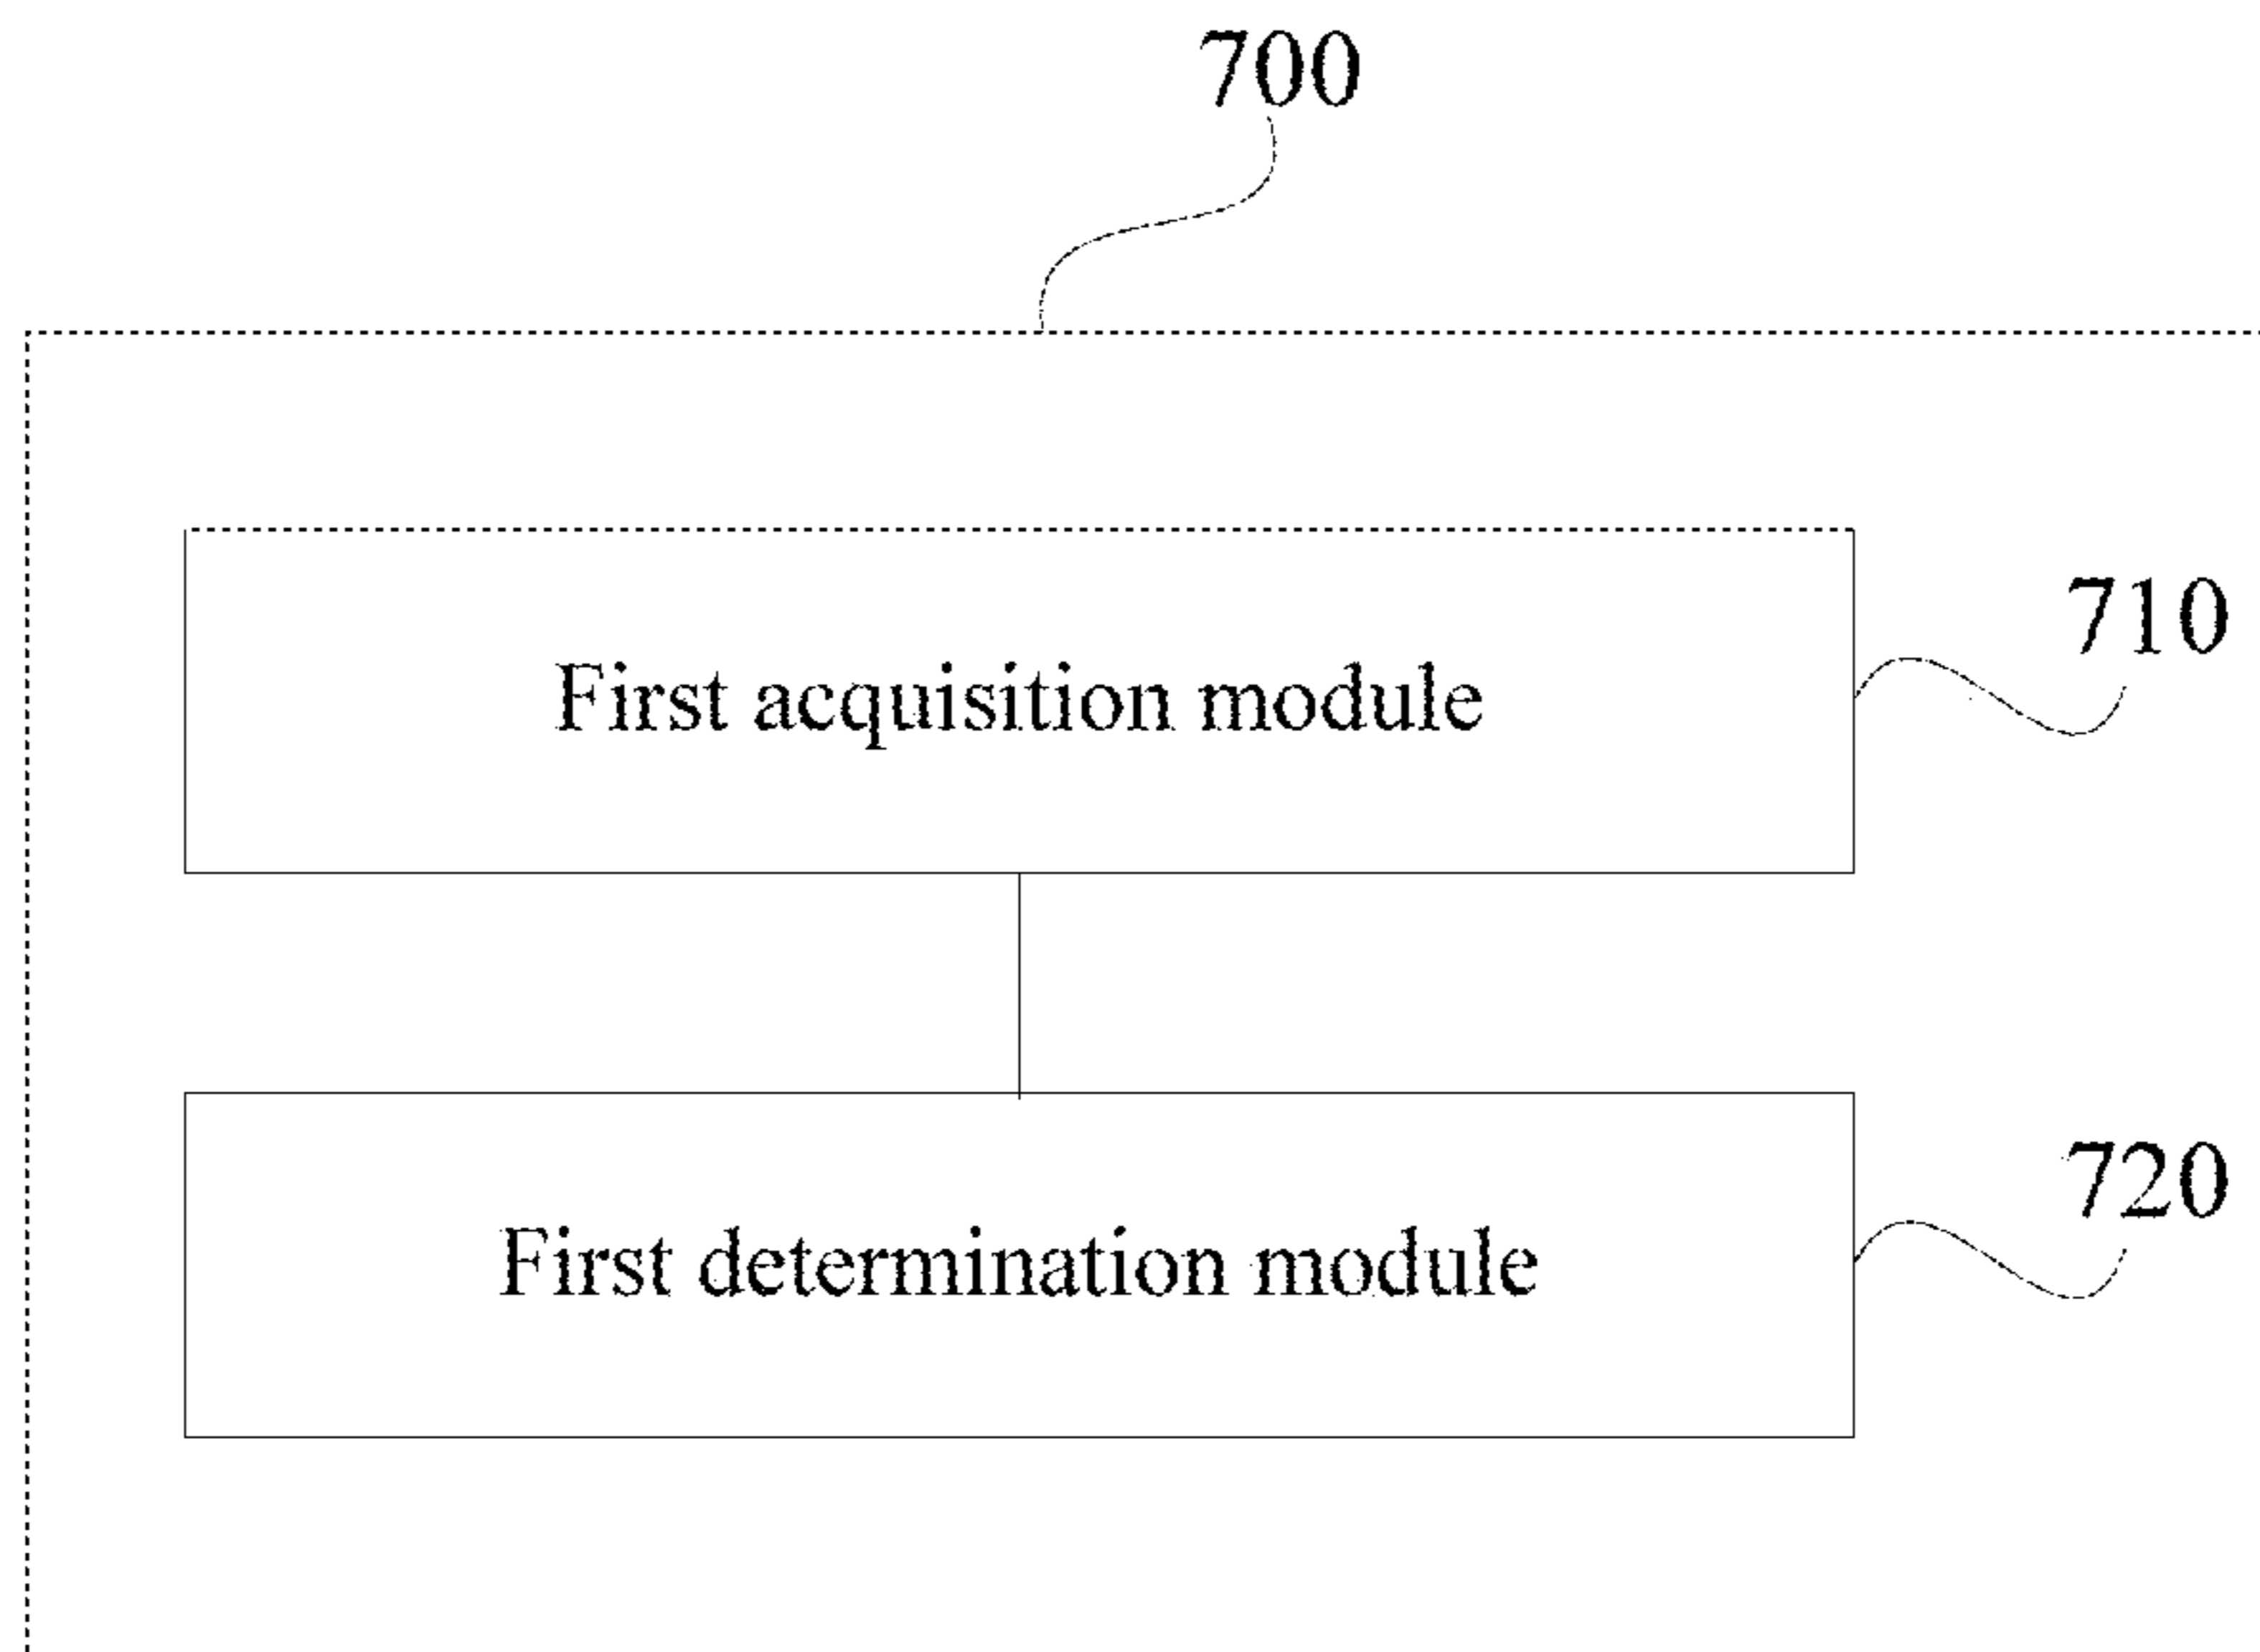 700
First acquisition module
710
First determination module
720